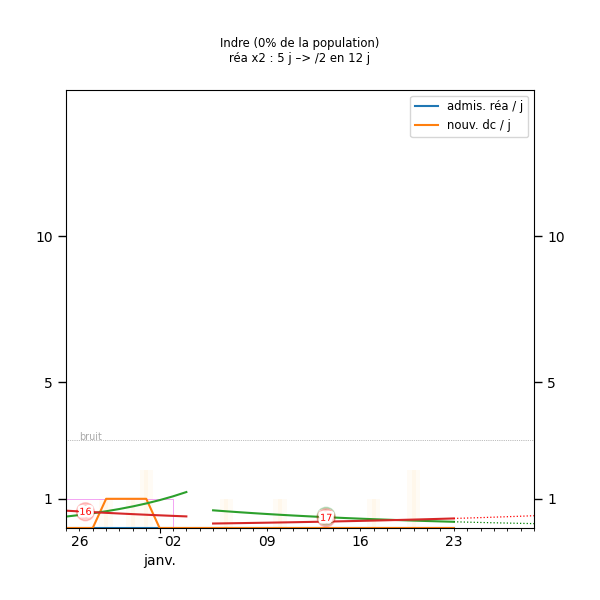 Indre (0% de la population)
réa x2 : 5 j –> /2 en 12 j
admis. réa / j
nouv. dc / j
10 10
5 5
bruit
1 1
16 17
26 02 09 16 23
janv.